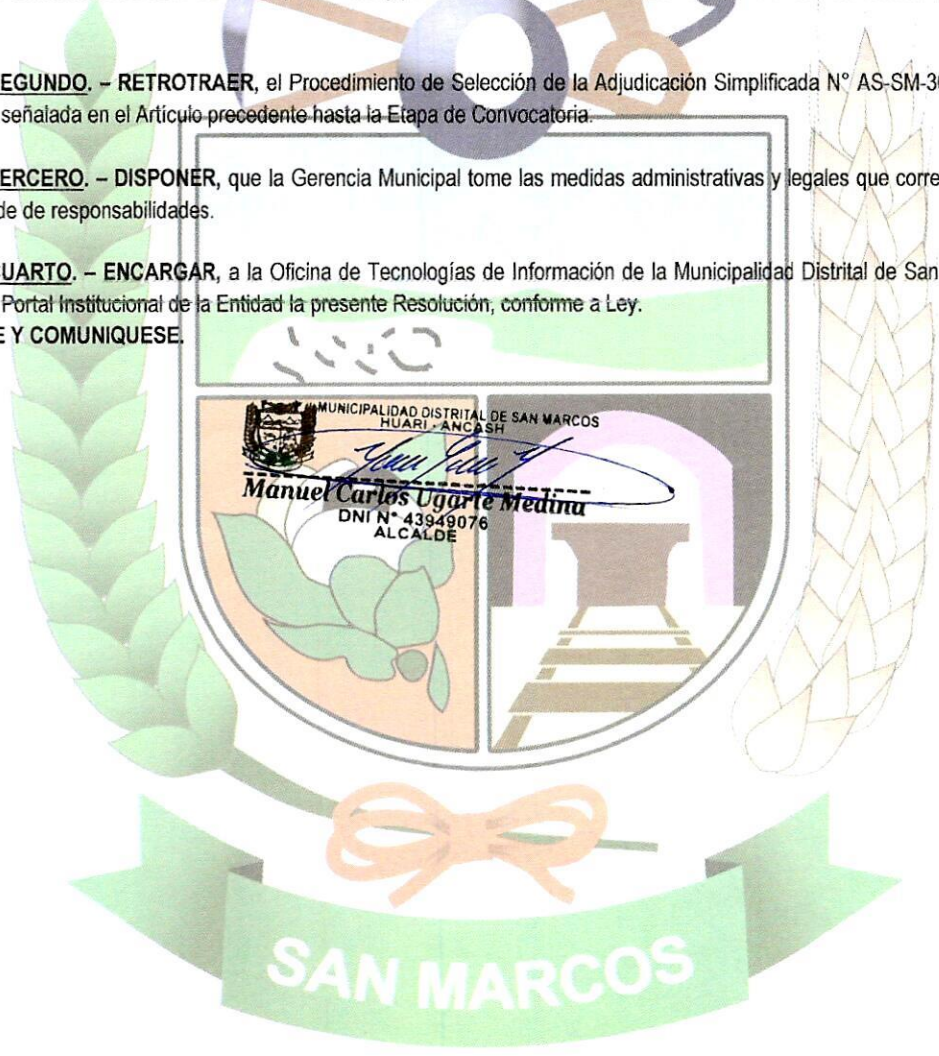 EGUNDO. – RETROTRAER, el Procedimiento de Selección de la Adjudicación Simplificada N° AS-SM-3
señalada en el Artículo precedente hasta la Etapa de Convocatoria.
ERCERO. – DISPONER, que la Gerencia Municipal tome las medidas administrativas y legales que corre
de de responsabilidades.
UARTO. – ENCARGAR, a la Oficina de Tecnologías de Información de la Municipalidad Distrital de San
Portal Institucional de la Entidad la presente Resolución, conforme a Ley.
E Y COMUNIQUESE.
MUNICIPALIDAD DISTRITAL DE SAN MARCOS
HUARI - ANCASH
Manuel Carlos Ugarte Medina
DNI N° 43949076
ALCALDE
SAN MARCOS